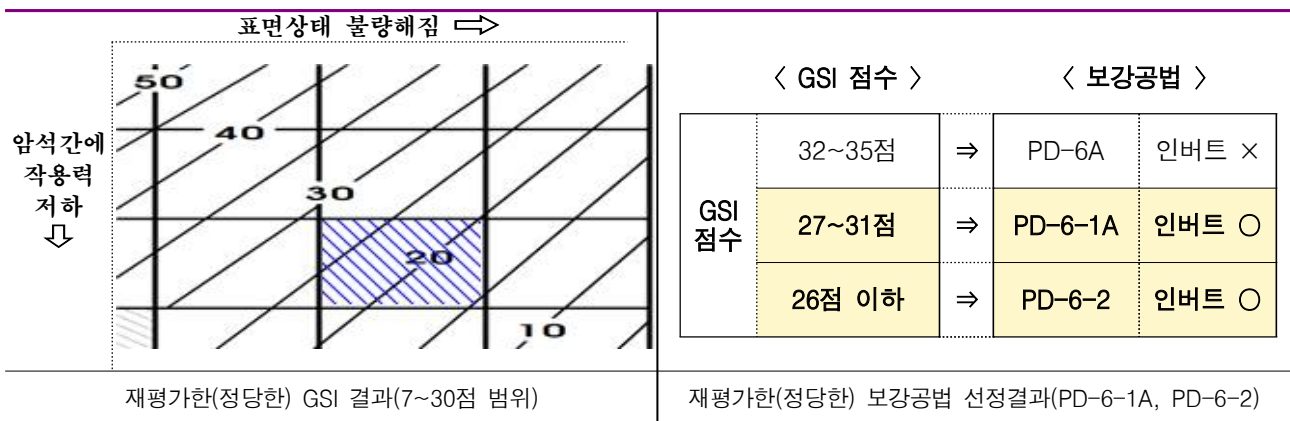 표면상태 불량해짐 ⇨
암석간에
작용력
저하
⇩
50
40
30
20
10
재평가한(정당한) GSI 결과(7~30점 범위)
〈 GSI 점수 〉 〈 보강공법 〉
GSI
점수
32~35점 ⇒ PD-6A 인버트 ×
27~31점 ⇒ PD-6-1A 인버트 ○
26점 이하 ⇒ PD-6-2 인버트 ○
재평가한(정당한) 보강공법 선정결과(PD-6-1A, PD-6-2)